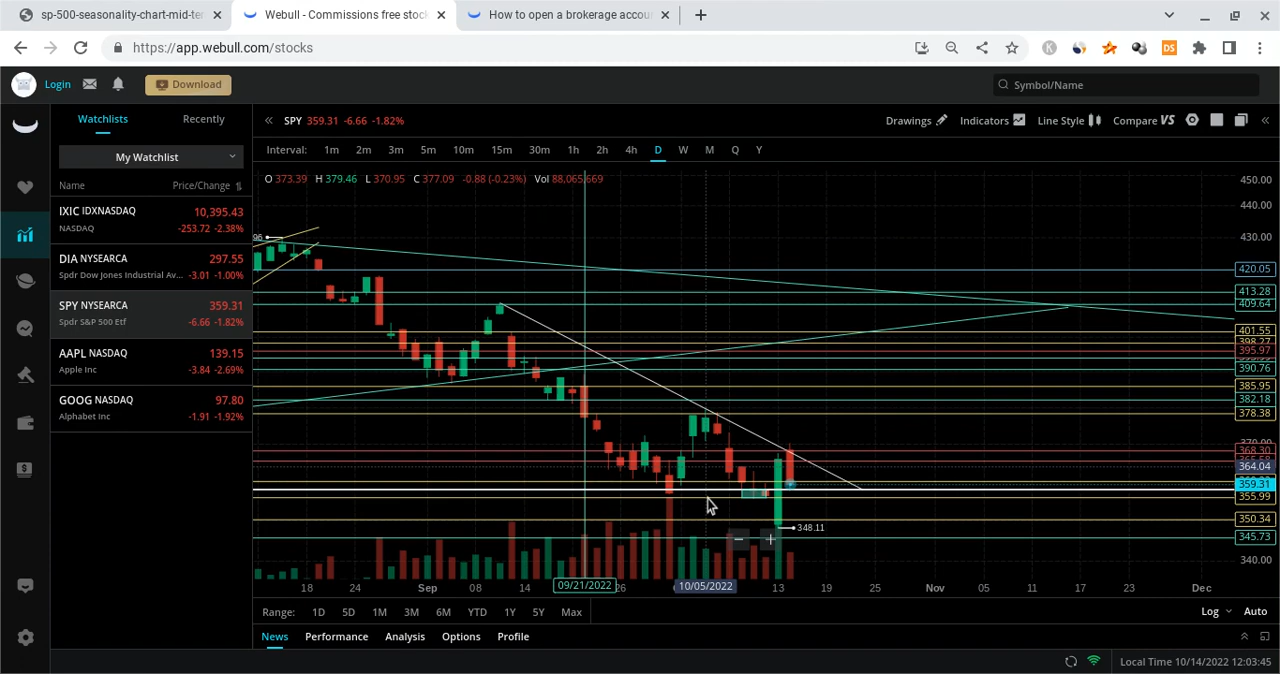 sp-500-seasonality-chart-mid-ter
Webull - Commissions free stock
How to open a brokerage accou
https://app.webull.com/stocks
Login
Download
Symbol/Name
Watchlists
Recently
« SPY 359.31 -6.66 -1.82%
Drawings
Indicators
Line Style
Compare VS
My Watchlist
Interval: 1m 2m 3m 5m 10m 15m 30m 1h 2h 4h D W M Q Y
Name Price/Change
O 373.39 H 379.46 L 370.95 C 377.09 -0.88 (-0.23%) Vol 88,065,669
IXIC IDXNASDAQ 10,395.43
NASDAQ -253.72 -2.38%
DIA NYSEARCA 297.55
Spdr Dow Jones Industrial Av... -3.01 -1.00%
SPY NYSEARCA 359.31
Spdr S&P 500 Etf -6.66 -1.82%
AAPL NASDAQ 139.15
Apple Inc -3.84 -2.69%
GOOG NASDAQ 97.80
Alphabet Inc -1.91 -1.92%
96
450.00
440.00
430.00
420.05
413.28
409.64
401.55
398.27
395.97
390.76
385.95
382.18
378.38
370.00
368.30
364.04
359.31
355.99
350.34
345.73
340.00
348.11
18 24 Sep 08 14 09/21/2022 26 10/05/2022 13 19 25 Nov 05 11 17 23 Dec
Range: 1D 5D 1M 3M 6M YTD 1Y 5Y Max
Log Auto
News Performance Analysis Options Profile
Local Time 10/14/2022 12:03:45